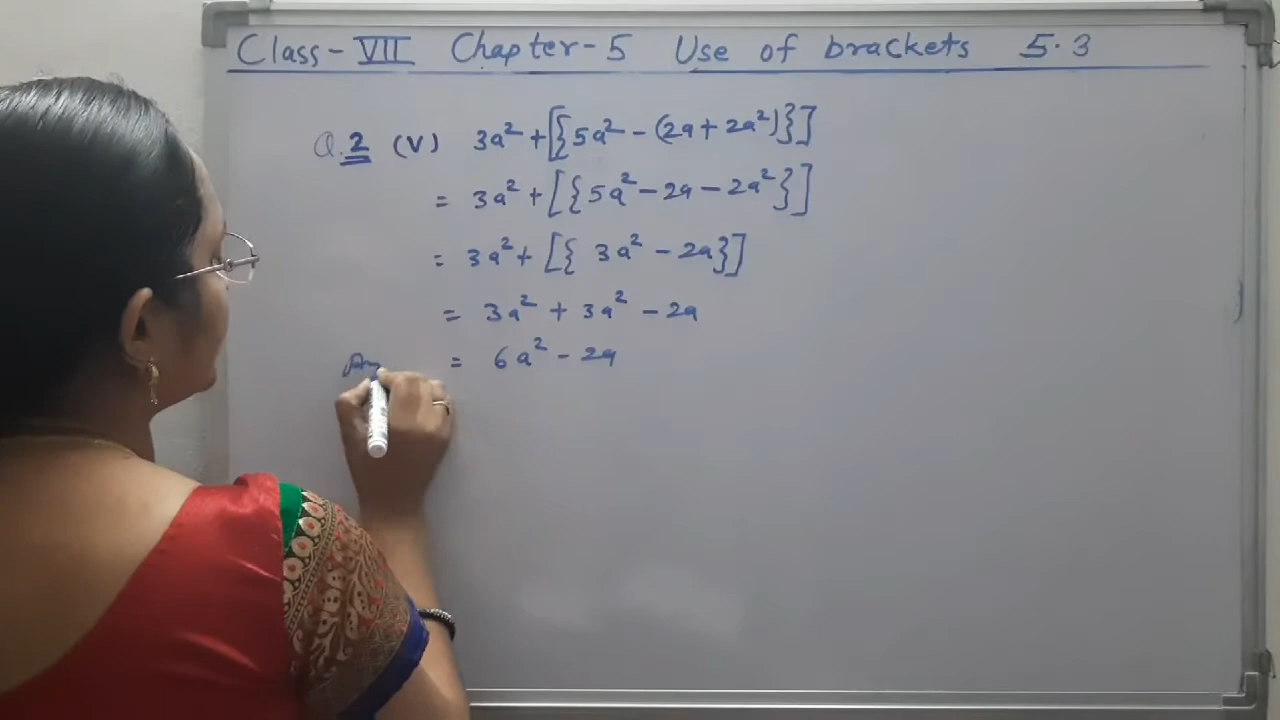 Class-VII Chapter-5 Use of brackets 5.3
Q.2 (V) 3a² + [{5a² - (2a + 2a²)}]
= 3a² + [{5a² - 2a - 2a²}]
= 3a² + [{ 3a² - 2a}]
= 3a² + 3a² - 2a
Ans = 6a² - 2a